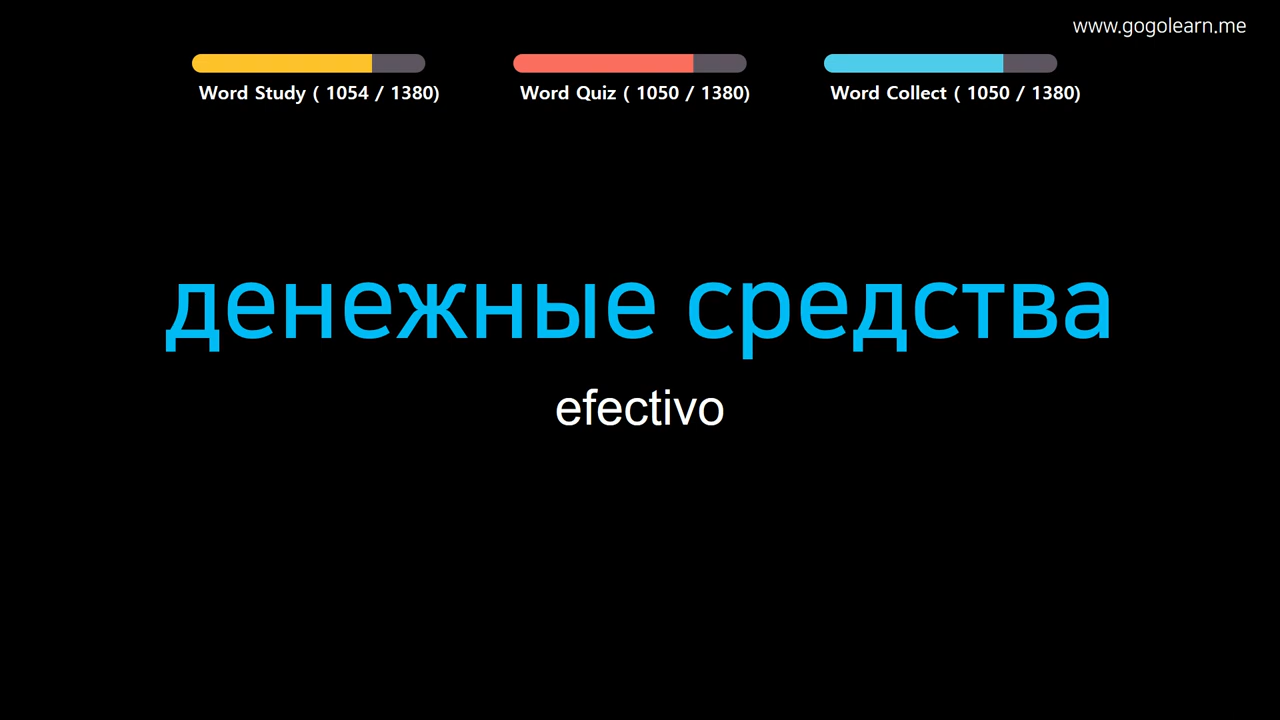 www.gogolearn.me
Word Study ( 1054 / 1380)
Word Quiz ( 1050 / 1380)
Word Collect ( 1050 / 1380)
денежные средства
efectivo